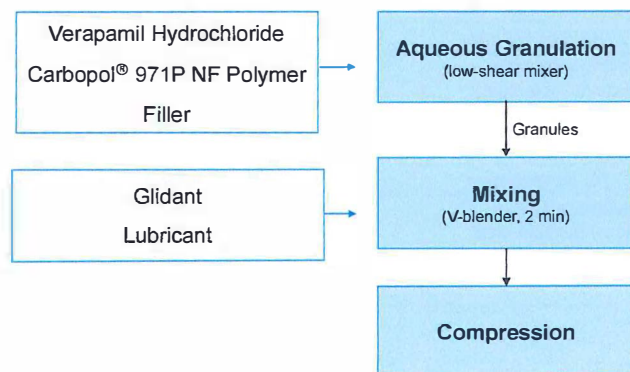 Verapamil Hydrochloride
Carbopol® 971P NF Polymer
Filler
Aqueous Granulation
(low-shear mixer)
Granules
Glidant
Lubricant
Mixing
(V-blender, 2 min)
Compression